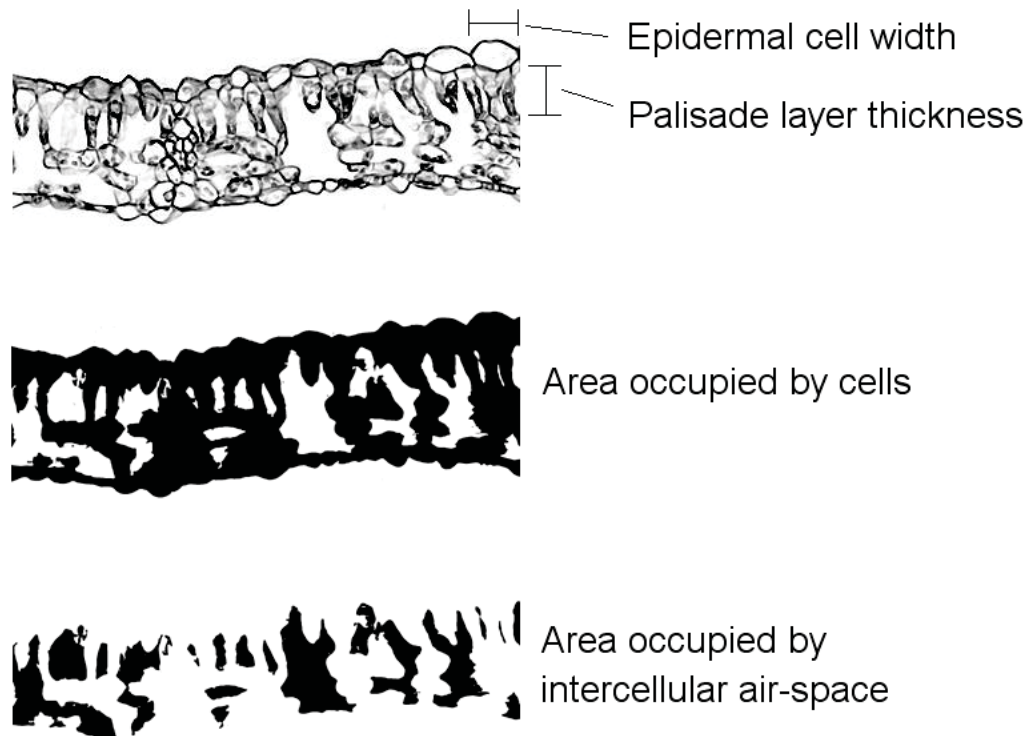 Epidermal cell width
Palisade layer thickness
Area occupied by cells
Area occupied by
intercellular air-space